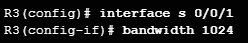 R3(config)# interface s 0/0/1
R3(config-if)# bandwidth 1024